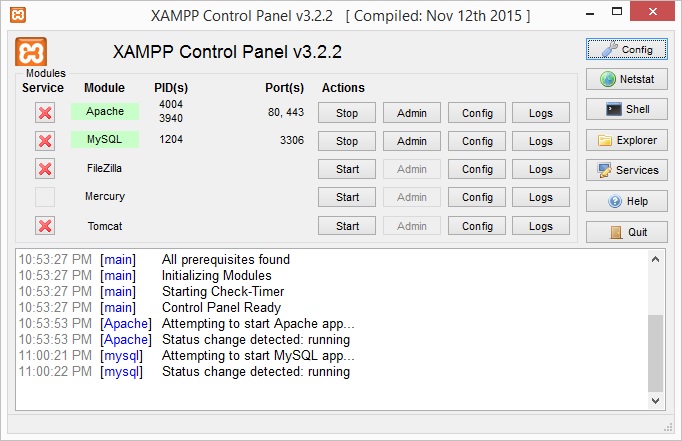 XAMPP Control Panel v3.2.2   [ Compiled: Nov 12th 2015 ]
XAMPP Control Panel v3.2.2
Config
Netstat
Shell
Explorer
Services
Help
Quit
Modules
Service Module PID(s) Port(s) Actions
Apache 4004 3940 80, 443 Stop Admin Config Logs
MySQL 1204 3306 Stop Admin Config Logs
FileZilla Start Admin Config Logs
Mercury Start Admin Config Logs
Tomcat Start Admin Config Logs
10:53:27 PM [main] All prerequisites found
10:53:27 PM [main] Initializing Modules
10:53:27 PM [main] Starting Check-Timer
10:53:27 PM [main] Control Panel Ready
10:53:53 PM [Apache] Attempting to start Apache app...
10:53:53 PM [Apache] Status change detected: running
11:00:21 PM [mysql] Attempting to start MySQL app...
11:00:22 PM [mysql] Status change detected: running